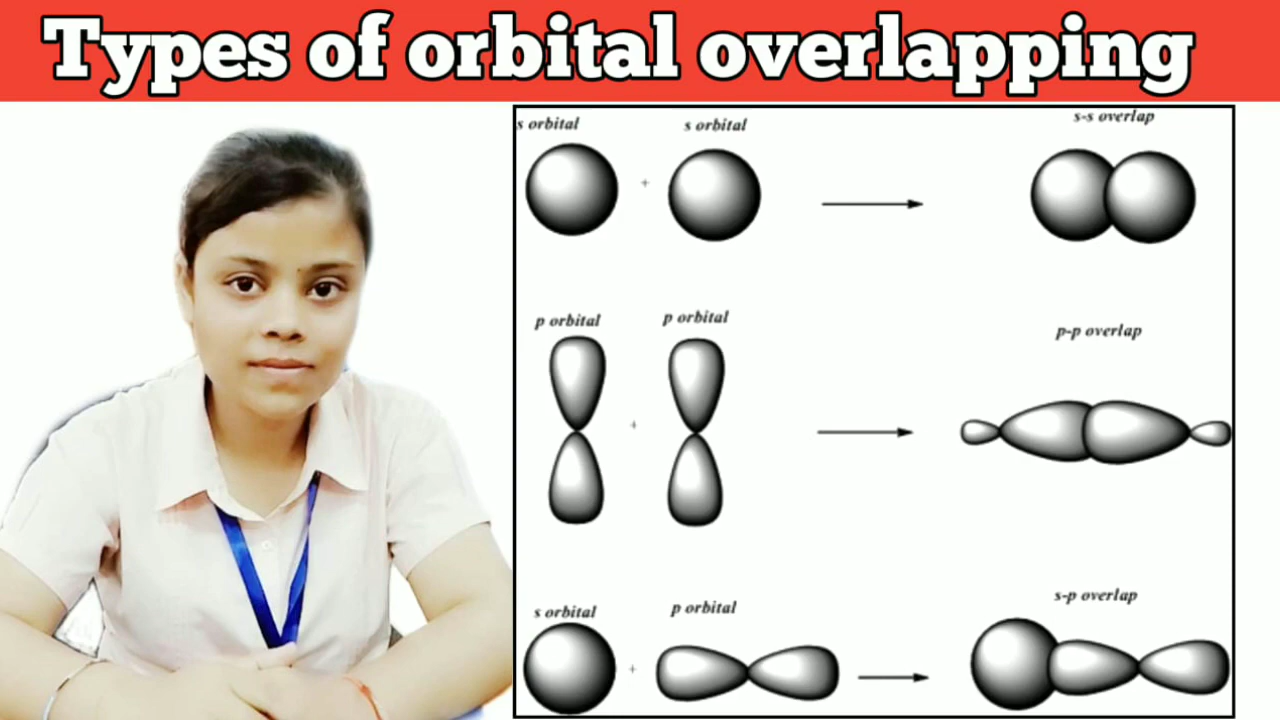 Types of orbital overlapping
s orbital
+
s orbital
s-s overlap
p orbital
+
p orbital
p-p overlap
s orbital
+
p orbital
s-p overlap